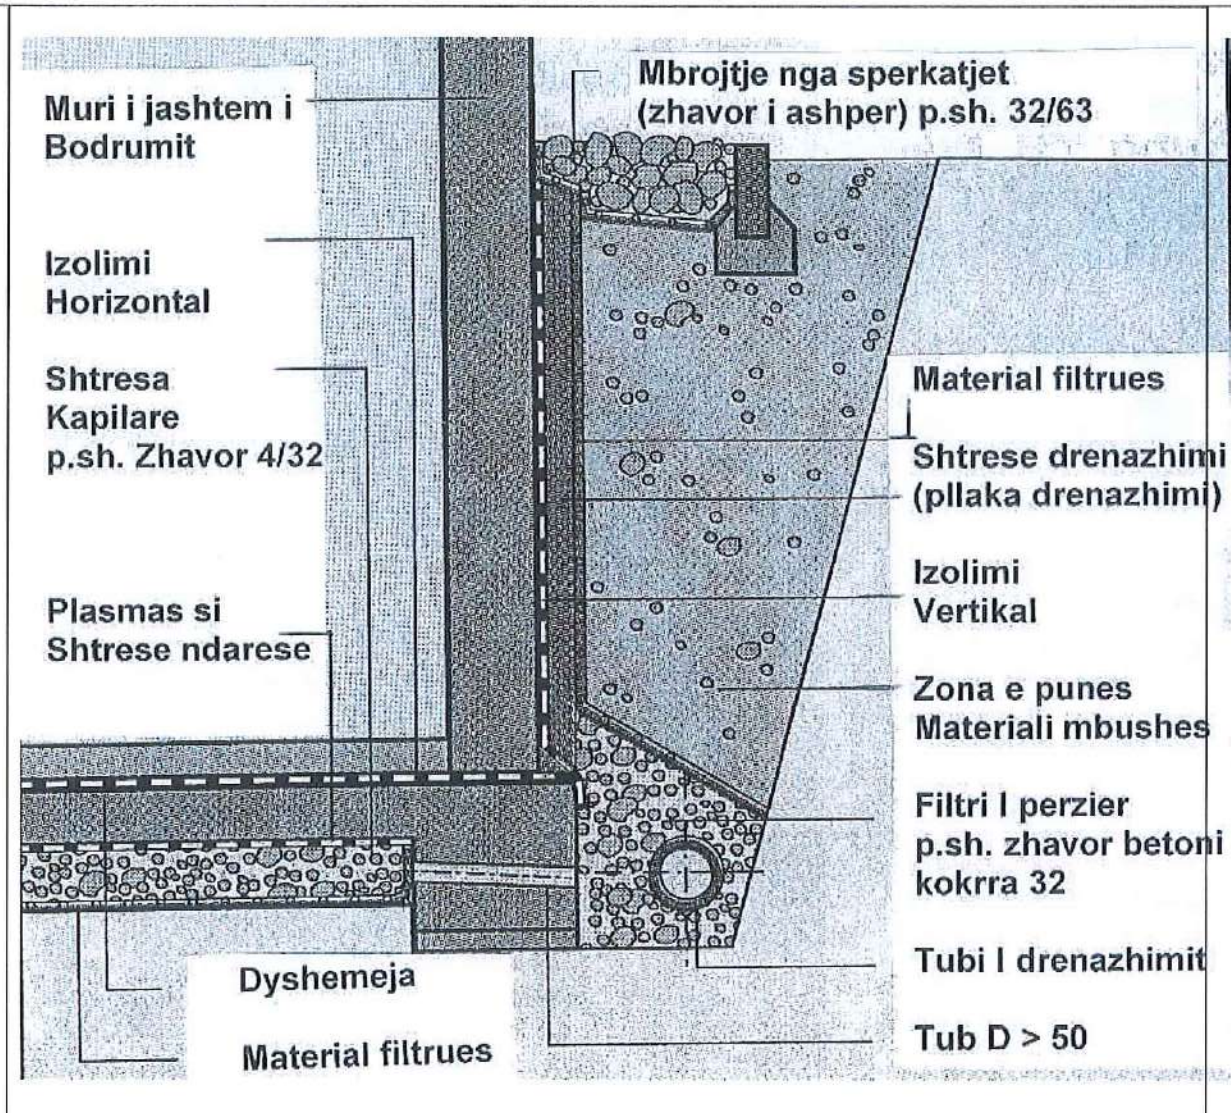 Muri i jashtem i
Bodrumit
Izolimi
Horizontal
Shtresa
Kapilare
p.sh. Zhavor 4/32
Plasmas si
Shtrese ndarese
Dyshemeja
Material filtrues
Mbrojtje nga sperkatjet
(zhavor i ashper) p.sh. 32/63
Material filtrues
Shtrese drenazhimi
(pllaka drenazhimi)
Izolimi
Vertikal
Zona e punes
Materiali mbushes
Filtri I perzier
p.sh. zhavor betoni
kokrra 32
Tubi I drenazhimit
Tub D > 50